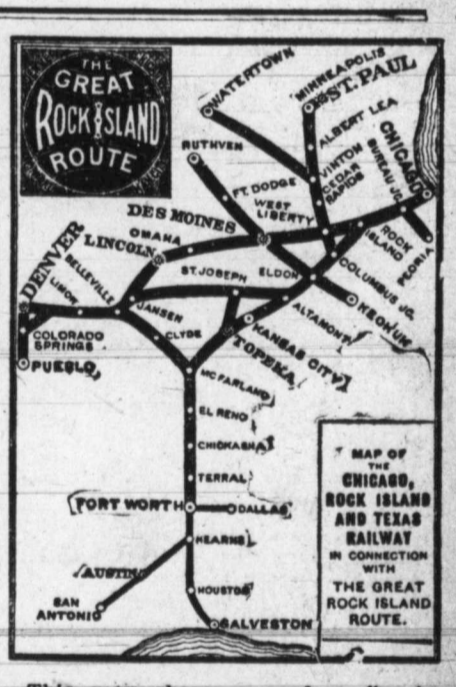 THE
GREAT
ROCK ISLAND
ROUTE
WATERTOWN
MINNEAPOLIS
ST. PAUL
ALBERT LEA
RUTHVEN
CHICAGO
BUREAU JC.
VINTON
CEDAR
RAPIDS
FT. DODGE
WEST
LIBERTY
DES MOINES
ROCK
ISLAND
PEORIA
OMAHA
LINCOLN
DENVER
BELLEVILLE
LIMON
ST. JOSEPH
ELDON
COLUMBUS JC.
KEOKUK
JANSEN
ALTAMONT
COLORADO
SPRINGS
CLYDE
KANSAS CITY
TOPEKA
PUEBLO
MCFARLAND
EL RENO
CHICKASHA
TERRAL
FORT WORTH
DALLAS
HEARNE
AUSTIN
HOUSTON
SAN
ANTONIO
GALVESTON
MAP OF
THE
CHICAGO,
ROCK ISLAND
AND TEXAS
RAILWAY
IN CONNECTION
WITH
THE GREAT
ROCK ISLAND
ROUTE.